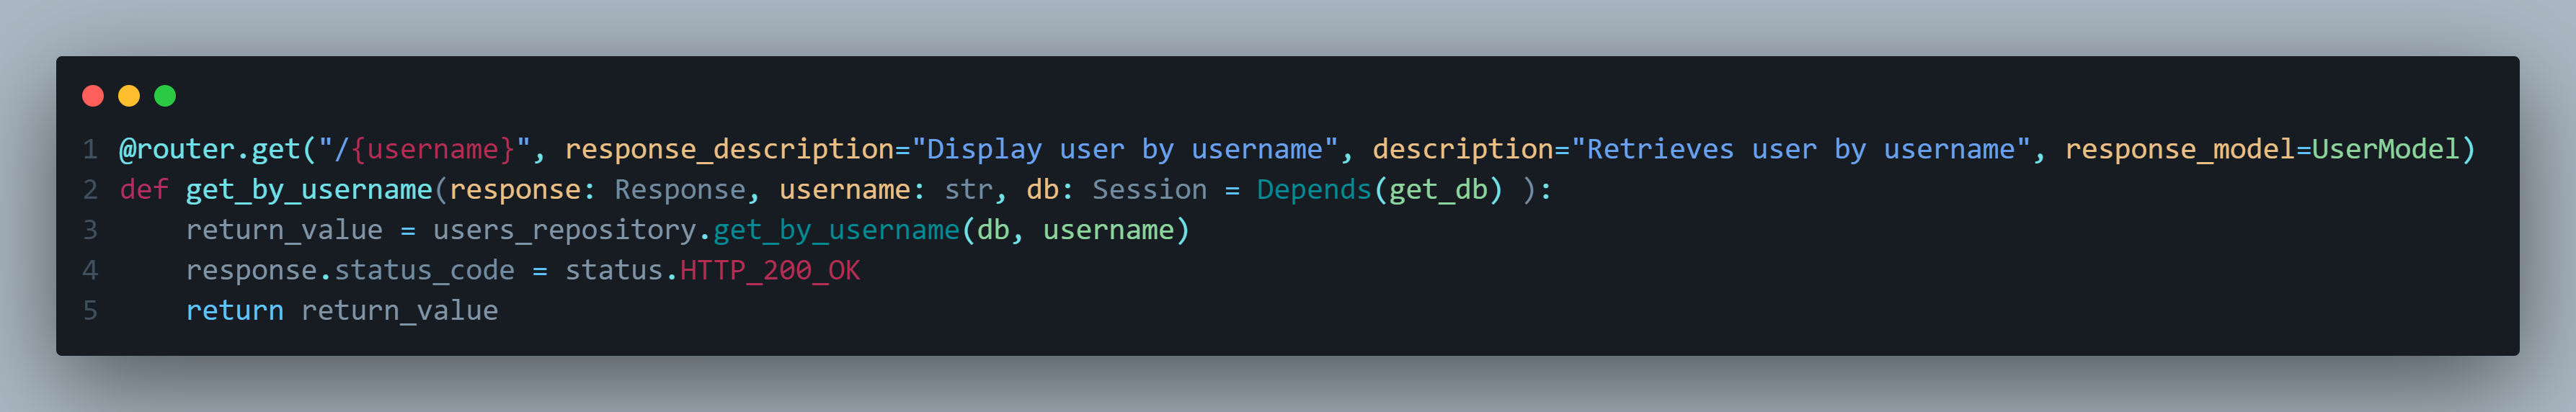 1 @router.get("/{username}", response_description="Display user by username", description="Retrieves user by username", response_model=UserModel)
2 def get_by_username(response: Response, username: str, db: Session = Depends(get_db) ):
3     return_value = users_repository.get_by_username(db, username)
4     response.status_code = status.HTTP_200_OK
5     return return_value